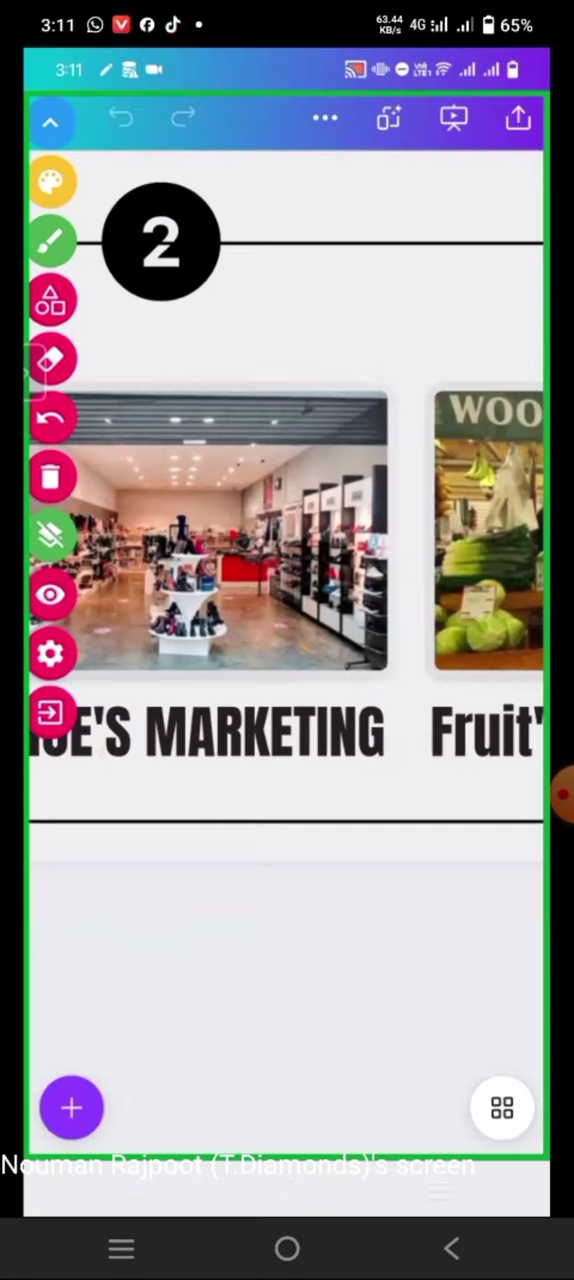 3:11 63.44 KB/s 4G 65%
3:11
2
WOO
E'S MARKETING Fruit'
Nouman Rajpoot (T.Diamonds)'s screen